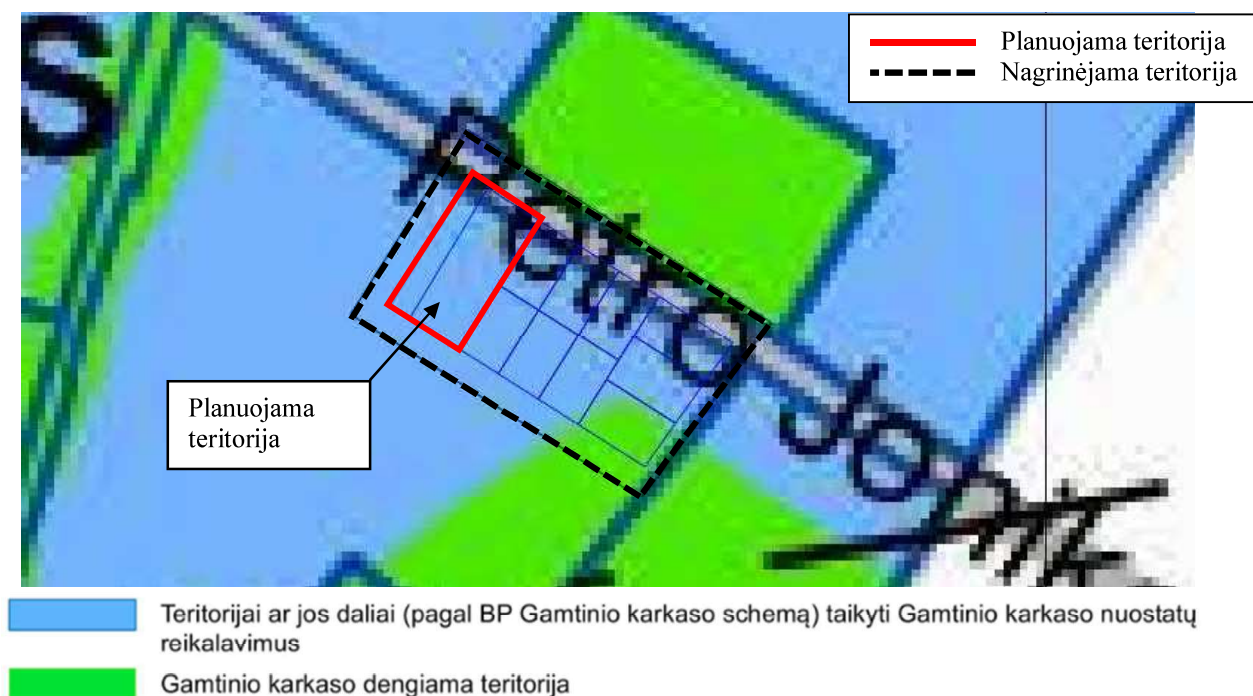 Planuojama teritorija
Nagrinėjama teritorija
S
Petro
Planuojama
teritorija
Teritorijai ar jos daliai (pagal BP Gamtinio karkaso schemą) taikyti Gamtinio karkaso nuostatų
reikalavimus
Gamtinio karkaso dengiama teritorija